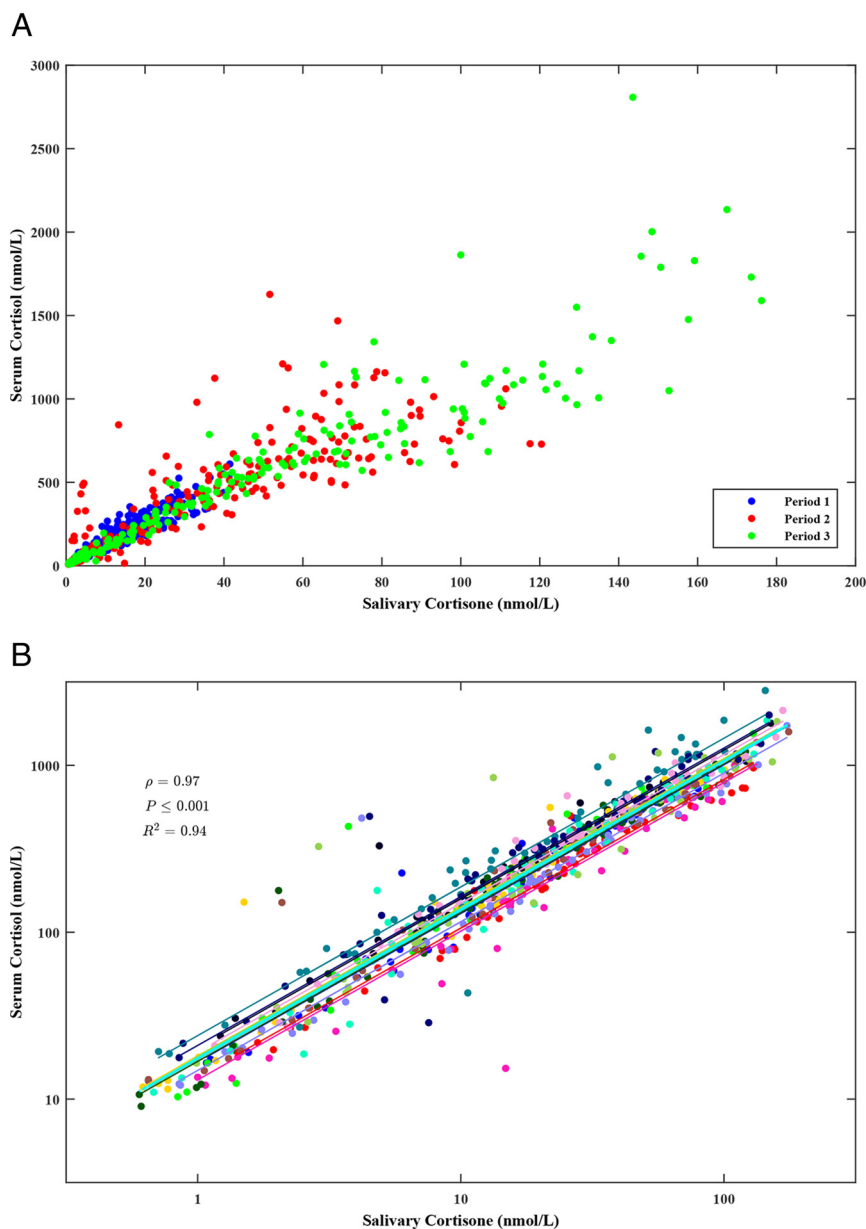 A
3000
2500
2000
1500
1000
500
0
Serum Cortisol (nmol/L)
Period 1
Period 2
Period 3
0 20 40 60 80 100 120 140 160 180 200
Salivary Cortisone (nmol/L)
B
ρ = 0.97
P ≤ 0.001
R² = 0.94
1000
100
10
Serum Cortisol (nmol/L)
1 10 100
Salivary Cortisone (nmol/L)